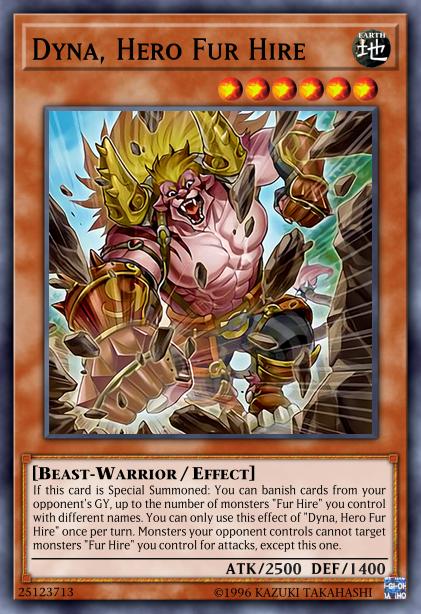 DYNA, HERO FUR HIRE
EARTH
地
[BEAST-WARRIOR / EFFECT]
If this card is Special Summoned: You can banish cards from your
opponent's GY, up to the number of monsters "Fur Hire" you control
with different names. You can only use this effect of "Dyna, Hero Fur
Hire" once per turn. Monsters your opponent controls cannot target
monsters "Fur Hire" you control for attacks, except this one.
ATK/2500 DEF/1400
25123713
©1996 KAZUKI TAKAHASHI